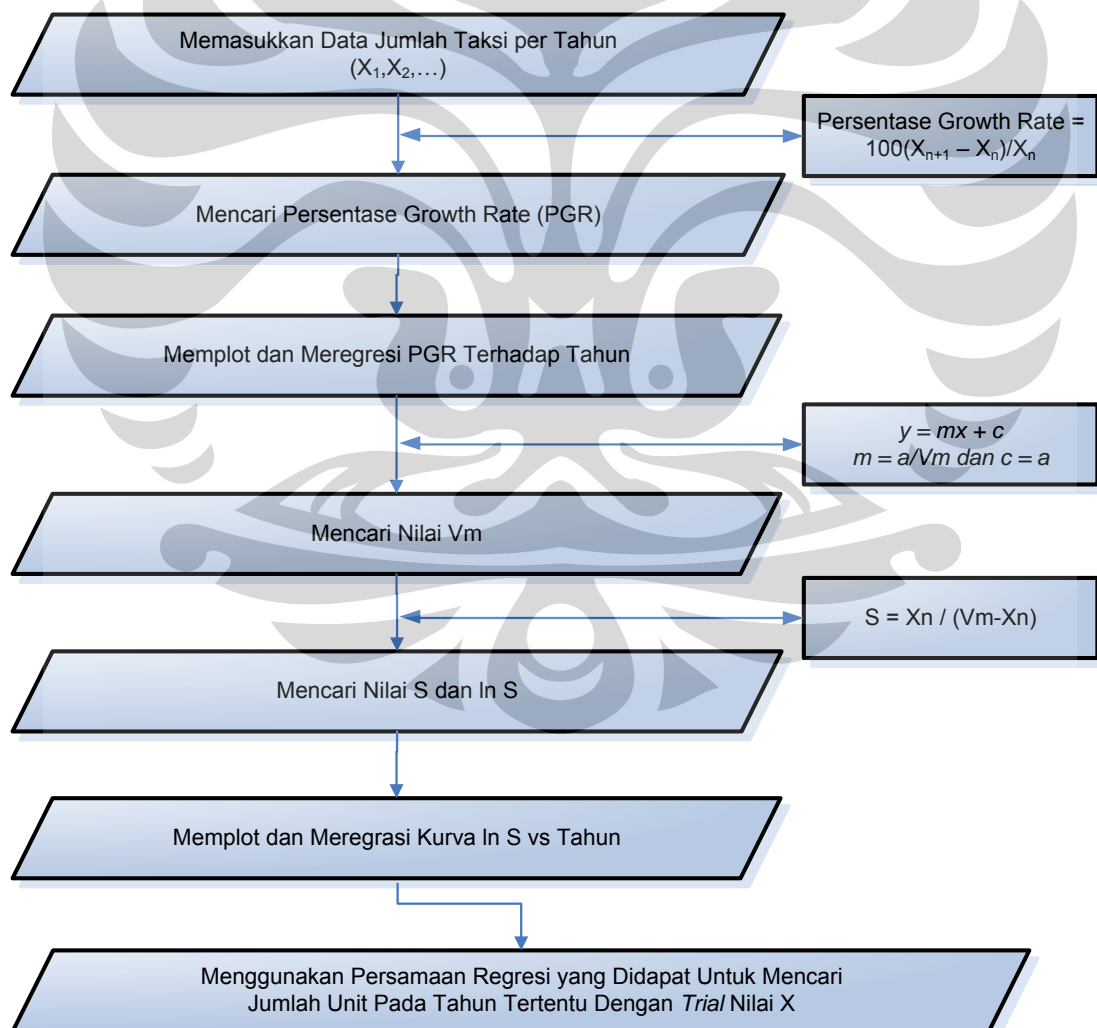 Memasukkan Data Jumlah Taksi per Tahun
(X₁,X₂,…)
Persentase Growth Rate =
100(Xₙ₊₁ – Xₙ)/Xₙ
Mencari Persentase Growth Rate (PGR)
Memplot dan Meregresi PGR Terhadap Tahun
y = mx + c
m = a/Vm dan c = a
Mencari Nilai Vm
S = Xn / (Vm-Xn)
Mencari Nilai S dan ln S
Memplot dan Meregrasi Kurva ln S vs Tahun
Menggunakan Persamaan Regresi yang Didapat Untuk Mencari
Jumlah Unit Pada Tahun Tertentu Dengan Trial Nilai X